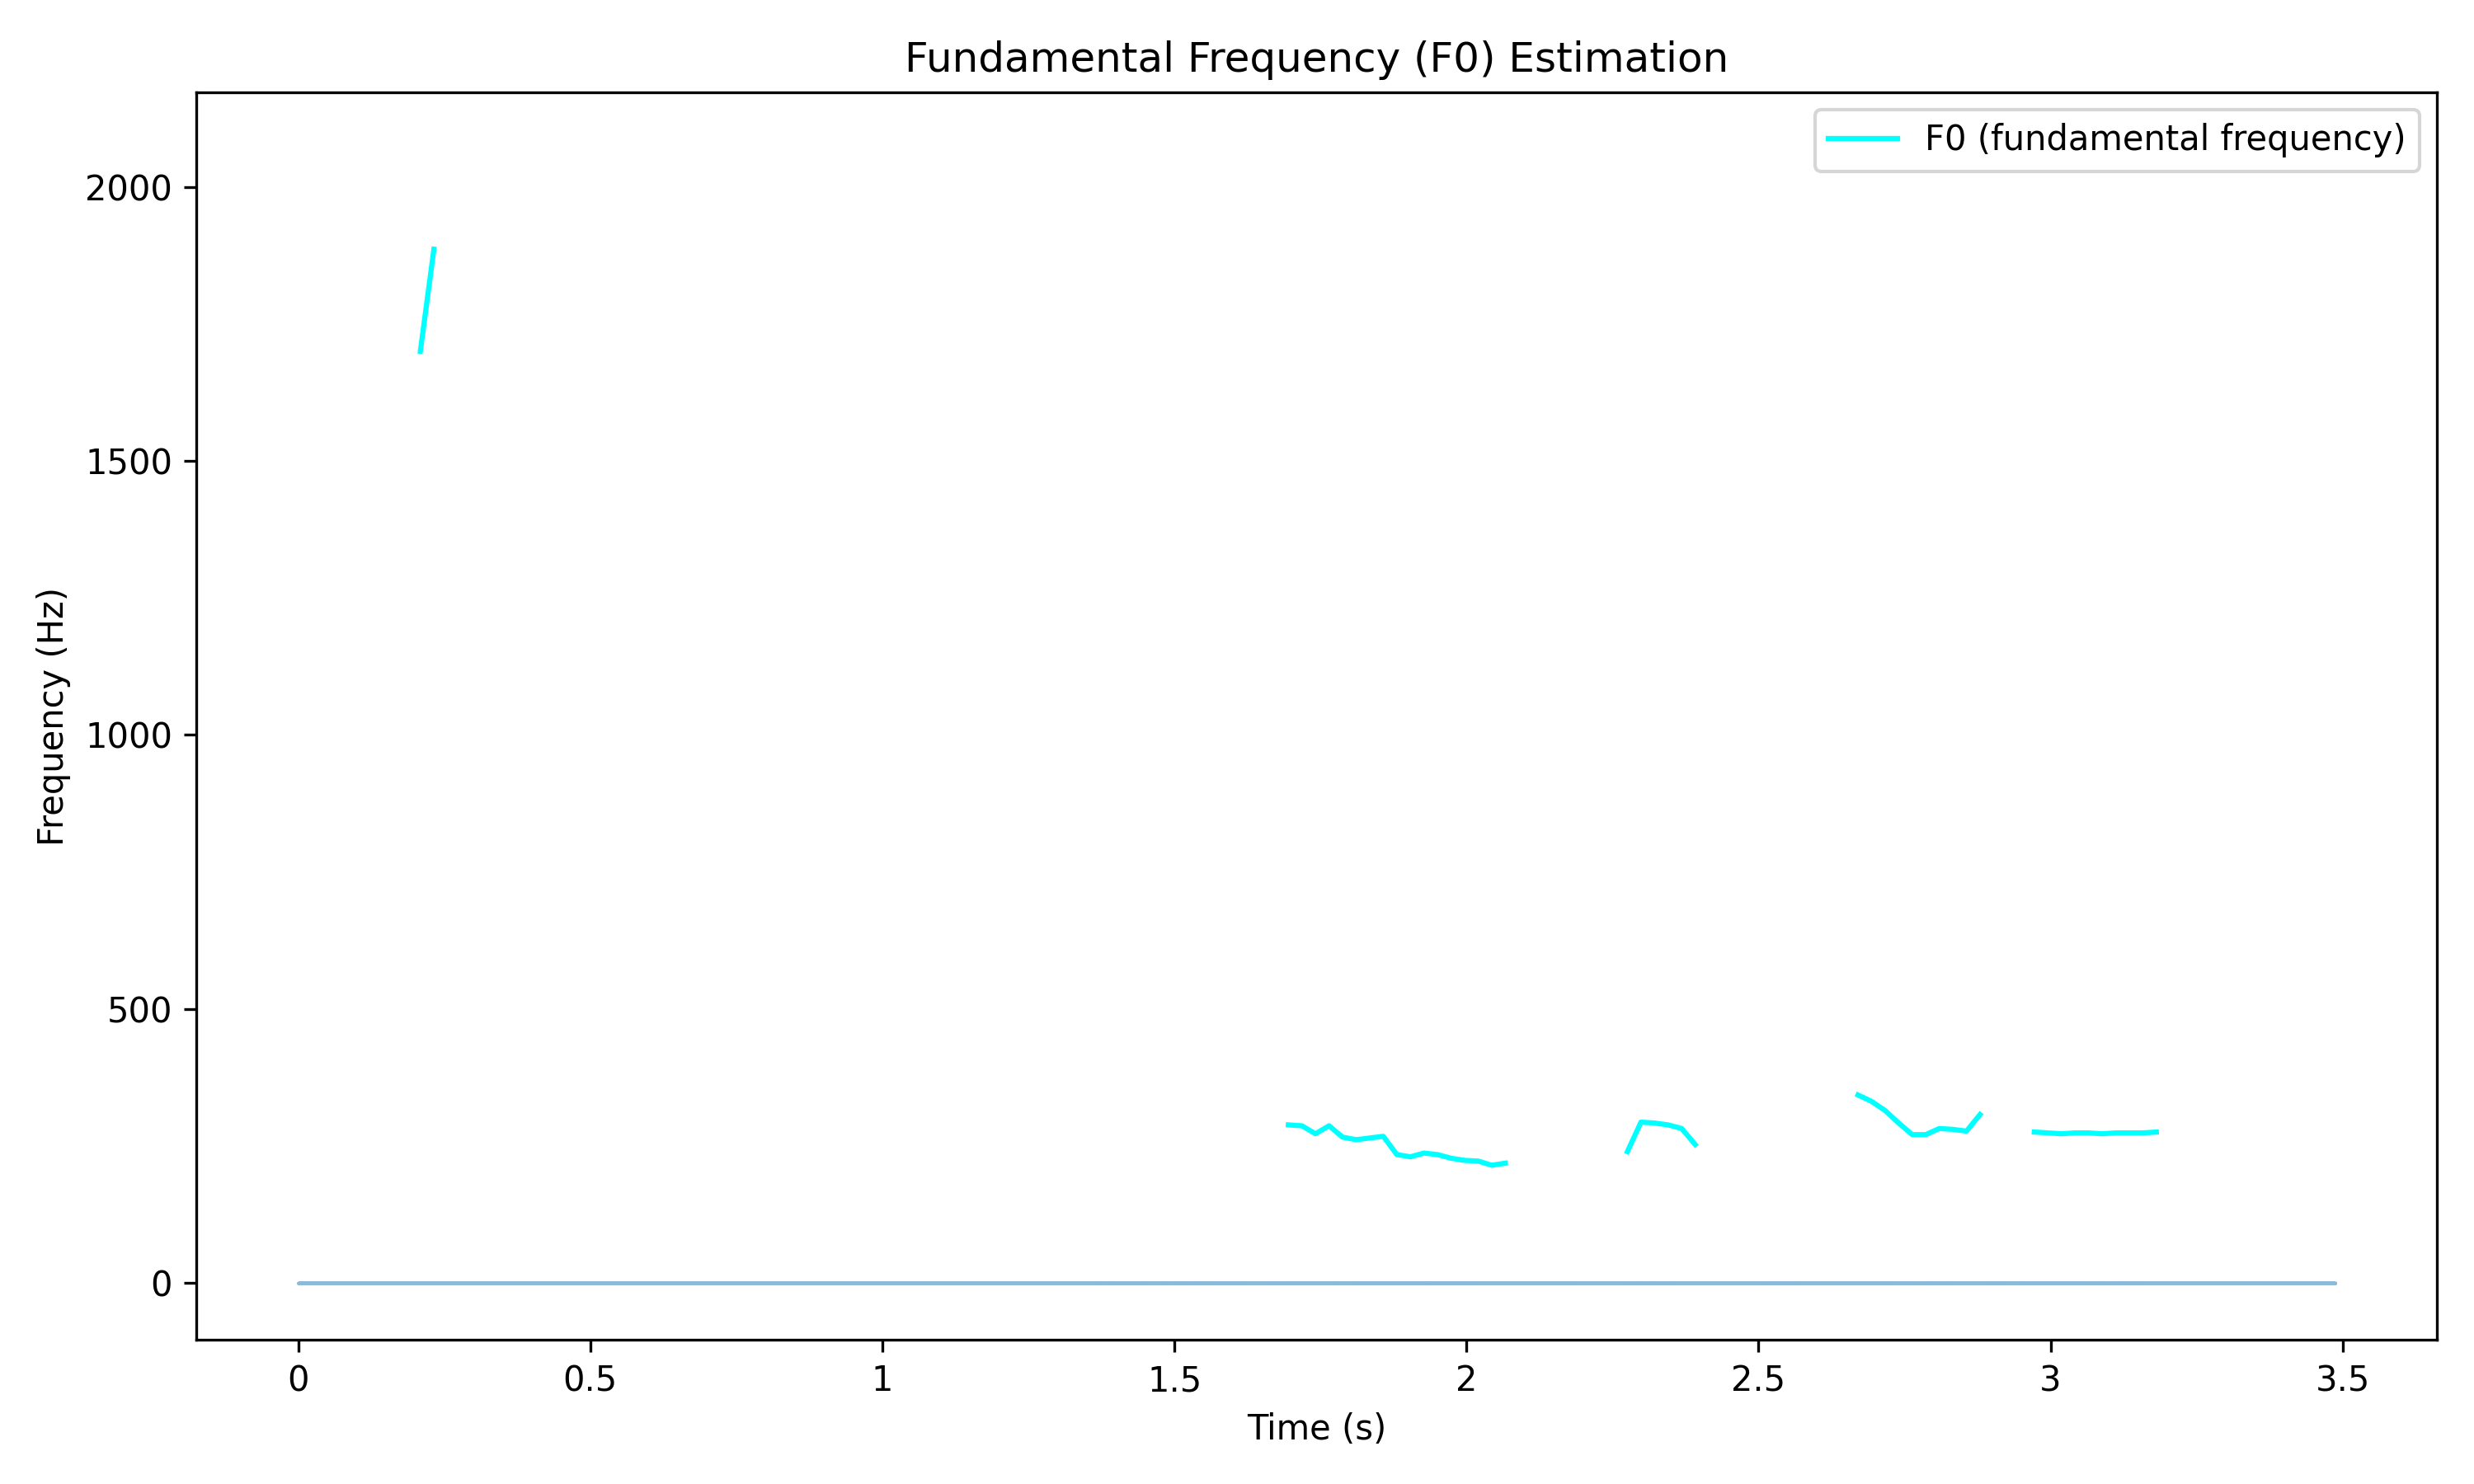 Fundamental Frequency (F0) Estimation
F0 (fundamental frequency)
Frequency (Hz)
2000
1500
1000
500
0
0 0.5 1 1.5 2 2.5 3 3.5
Time (s)